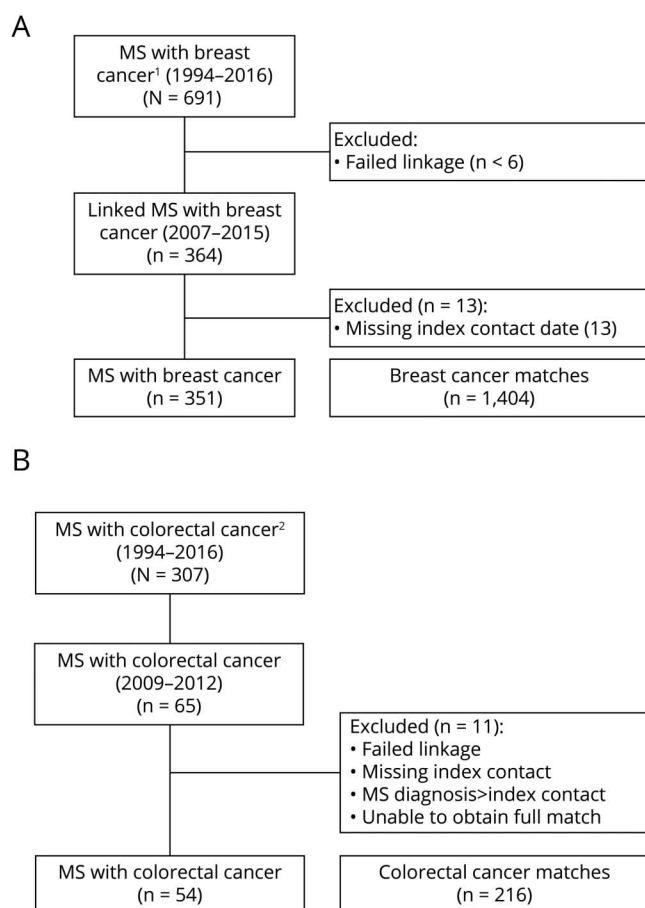 A
MS with breast
cancer¹ (1994–2016)
(N = 691)
Excluded:
• Failed linkage (n < 6)
Linked MS with breast
cancer (2007–2015)
(n = 364)
Excluded (n = 13):
• Missing index contact date (13)
MS with breast cancer
(n = 351)
Breast cancer matches
(n = 1,404)
B
MS with colorectal cancer²
(1994–2016)
(N = 307)
MS with colorectal cancer
(2009–2012)
(n = 65)
Excluded (n = 11):
• Failed linkage
• Missing index contact
• MS diagnosis>index contact
• Unable to obtain full match
MS with colorectal cancer
(n = 54)
Colorectal cancer matches
(n = 216)